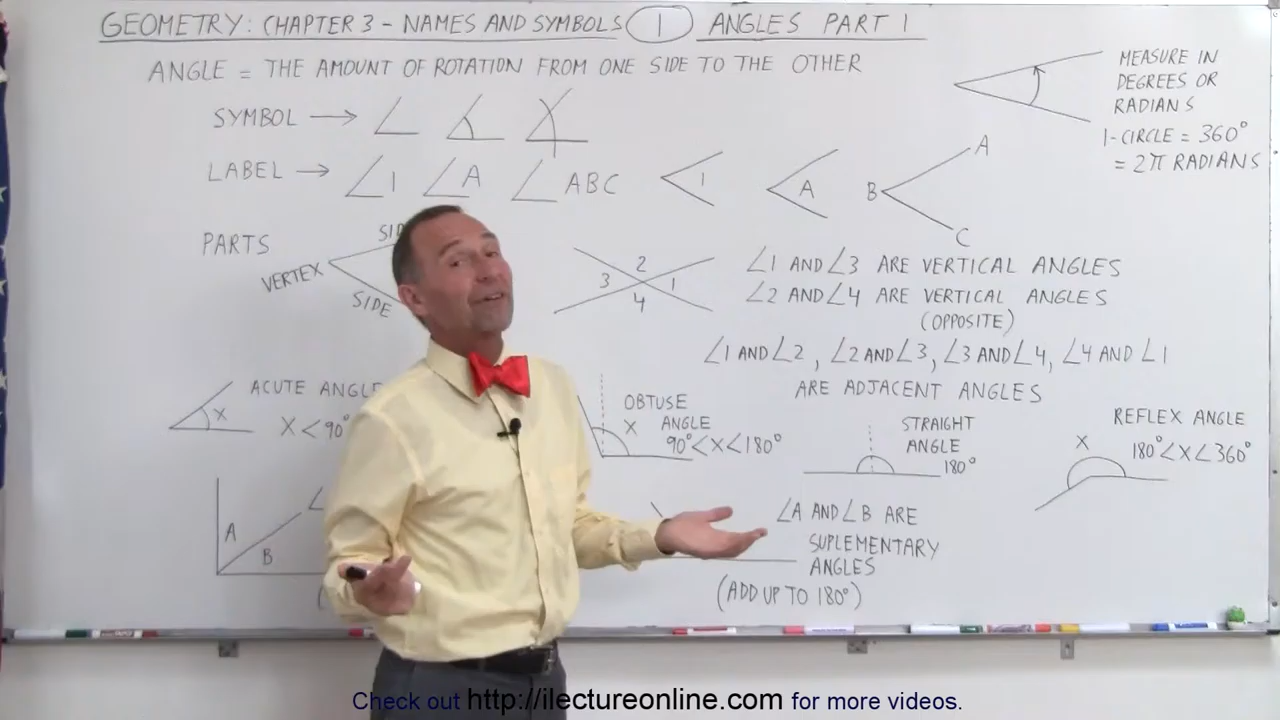 GEOMETRY: CHAPTER 3 - NAMES AND SYMBOLS 1 ANGLES PART 1
ANGLE = THE AMOUNT OF ROTATION FROM ONE SIDE TO THE OTHER
MEASURE IN
DEGREES OR
RADIANS
1-CIRCLE = 360°
= 2π RADIANS
SYMBOL → ∠
LABEL → ∠1 ∠A ∠ABC
1
A
A
B
C
PARTS
VERTEX
SIDE
1
2
3
4
∠1 AND ∠3 ARE VERTICAL ANGLES
∠2 AND ∠4 ARE VERTICAL ANGLES
(OPPOSITE)
∠1 AND ∠2, ∠2 AND ∠3, ∠3 AND ∠4, ∠4 AND ∠1
ARE ADJACENT ANGLES
ACUTE ANGL
X
X < 90°
OBTUSE
ANGLE
X
90° < X < 180°
STRAIGHT
ANGLE
180°
REFLEX ANGLE
X
180° < X < 360°
A
B
∠A AND ∠B ARE
SUPLEMENTARY
ANGLES
(ADD UP TO 180°)
Check out http://ilectureonline.com for more videos.